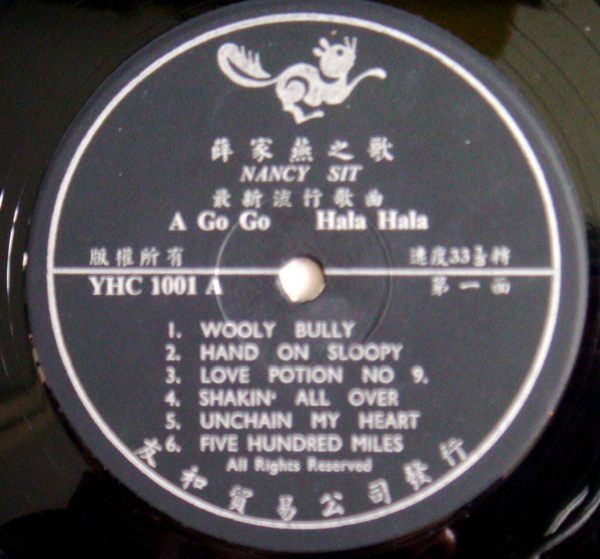 薛家燕之歌
NANCY SIT
最新流行歌曲
A Go Go Hala Hala
版權所有 速度33⅓轉
YHC 1001 A 第一面
1. WOOLY BULLY
2. HAND ON SLOOPY
3. LOVE POTION NO 9.
4. SHAKIN' ALL OVER
5. UNCHAIN MY HEART
6. FIVE HUNDRED MILES
All Rights Reserved
友和貿易公司發行